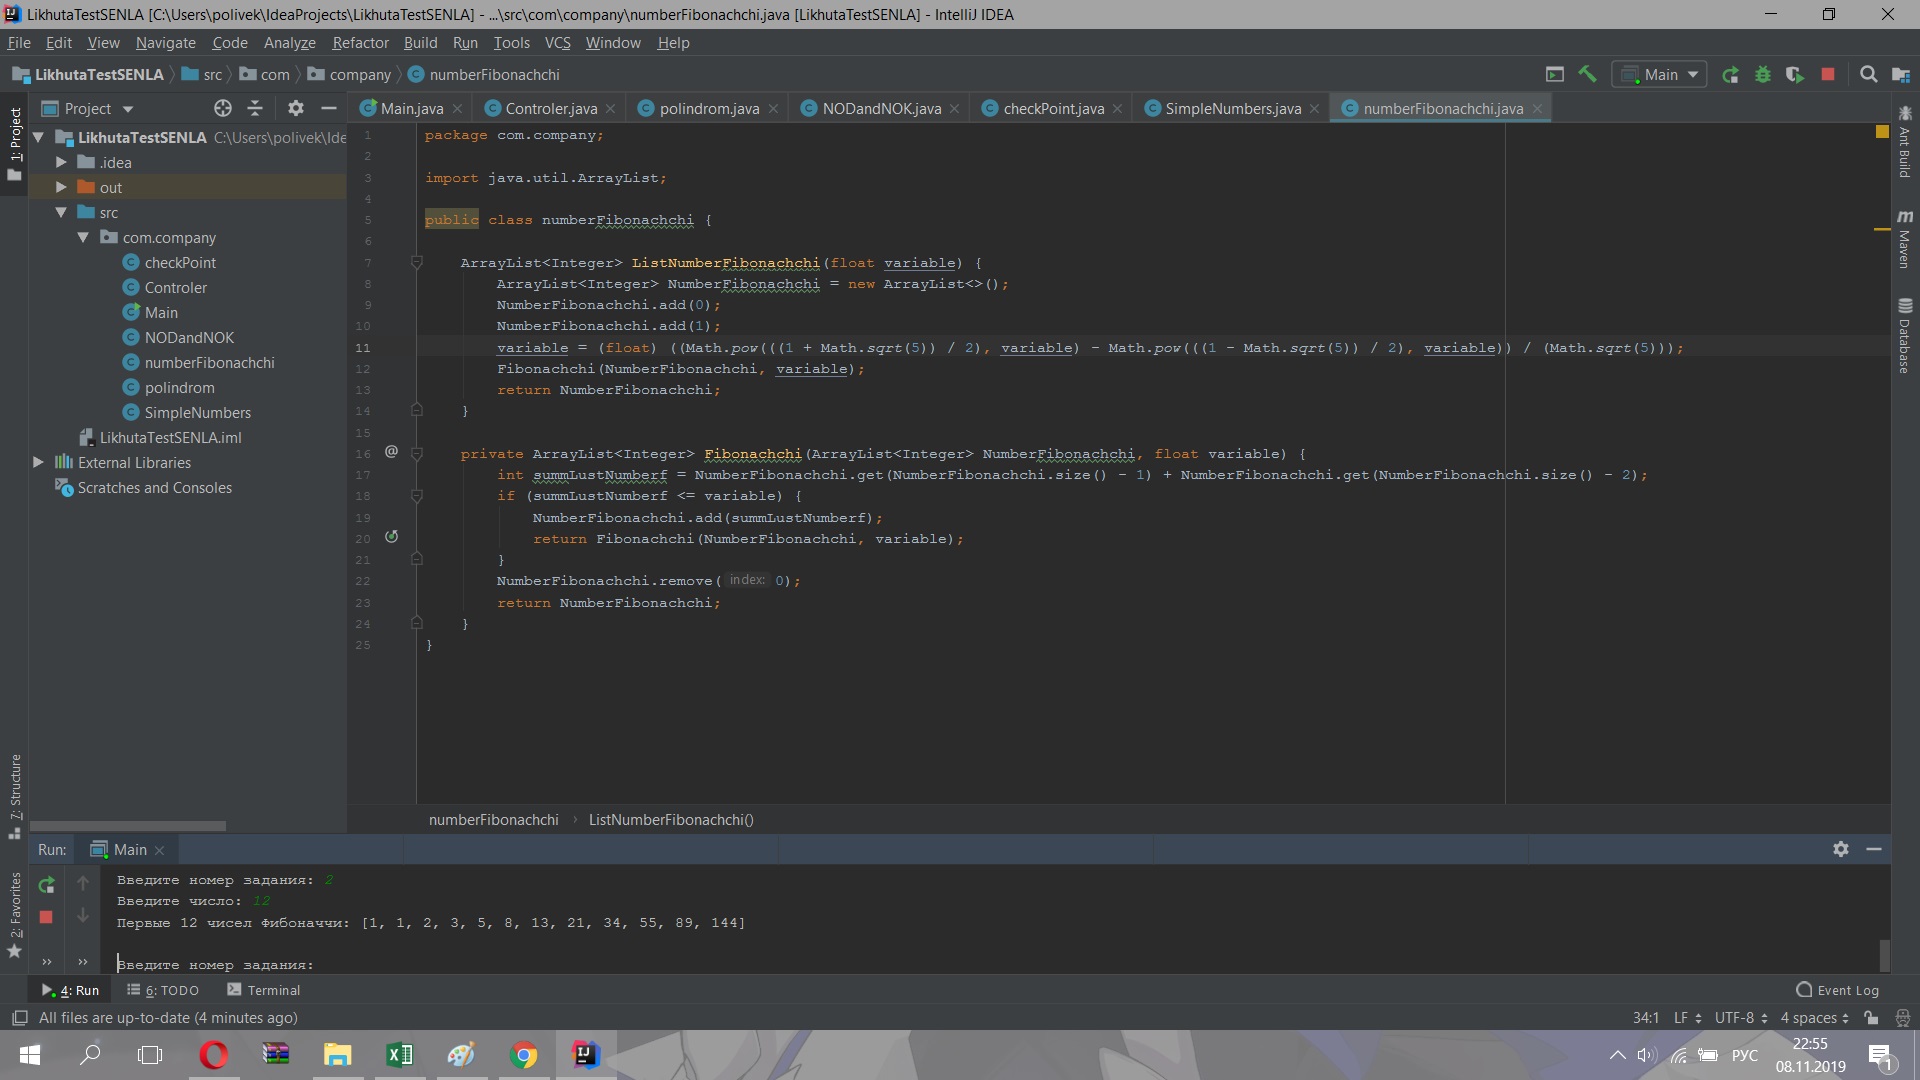 LikhutaTestSENLA [C:\Users\polivek\IdeaProjects\LikhutaTestSENLA] - ...\src\com\company\numberFibonachchi.java [LikhutaTestSENLA] - IntelliJ IDEA
File Edit View Navigate Code Analyze Refactor Build Run Tools VCS Window Help
LikhutaTestSENLA src com company numberFibonachchi
Main
Project
Main.java Controler.java polindrom.java NODandNOK.java checkPoint.java SimpleNumbers.java numberFibonachchi.java
1: Project
LikhutaTestSENLA C:\Users\polivek\Ide
.idea
out
src
com.company
checkPoint
Controler
Main
NODandNOK
numberFibonachchi
polindrom
SimpleNumbers
LikhutaTestSENLA.iml
External Libraries
Scratches and Consoles
1 package com.company;
2
3 import java.util.ArrayList;
4
5 public class numberFibonachchi {
6
7 ArrayList<Integer> ListNumberFibonachchi(float variable) {
8 ArrayList<Integer> NumberFibonachchi = new ArrayList<>();
9 NumberFibonachchi.add(0);
10 NumberFibonachchi.add(1);
11 variable = (float) ((Math.pow(((1 + Math.sqrt(5)) / 2), variable) - Math.pow(((1 - Math.sqrt(5)) / 2), variable)) / (Math.sqrt(5)));
12 Fibonachchi(NumberFibonachchi, variable);
13 return NumberFibonachchi;
14 }
15
16 @ private ArrayList<Integer> Fibonachchi(ArrayList<Integer> NumberFibonachchi, float variable) {
17 int summLustNumberf = NumberFibonachchi.get(NumberFibonachchi.size() - 1) + NumberFibonachchi.get(NumberFibonachchi.size() - 2);
18 if (summLustNumberf <= variable) {
19 NumberFibonachchi.add(summLustNumberf);
20 return Fibonachchi(NumberFibonachchi, variable);
21 }
22 NumberFibonachchi.remove( index: 0);
23 return NumberFibonachchi;
24 }
25 }
Ant Build
Maven
Database
numberFibonachchi › ListNumberFibonachchi()
7: Structure
2: Favorites
Run: Main
Введите номер задания: 2
Введите число: 12
Первые 12 чисел Фибоначчи: [1, 1, 2, 3, 5, 8, 13, 21, 34, 55, 89, 144]
Введите номер задания:
4: Run 6: TODO Terminal Event Log
All files are up-to-date (4 minutes ago) 34:1 LF UTF-8 4 spaces
РУС 22:55
08.11.2019
1